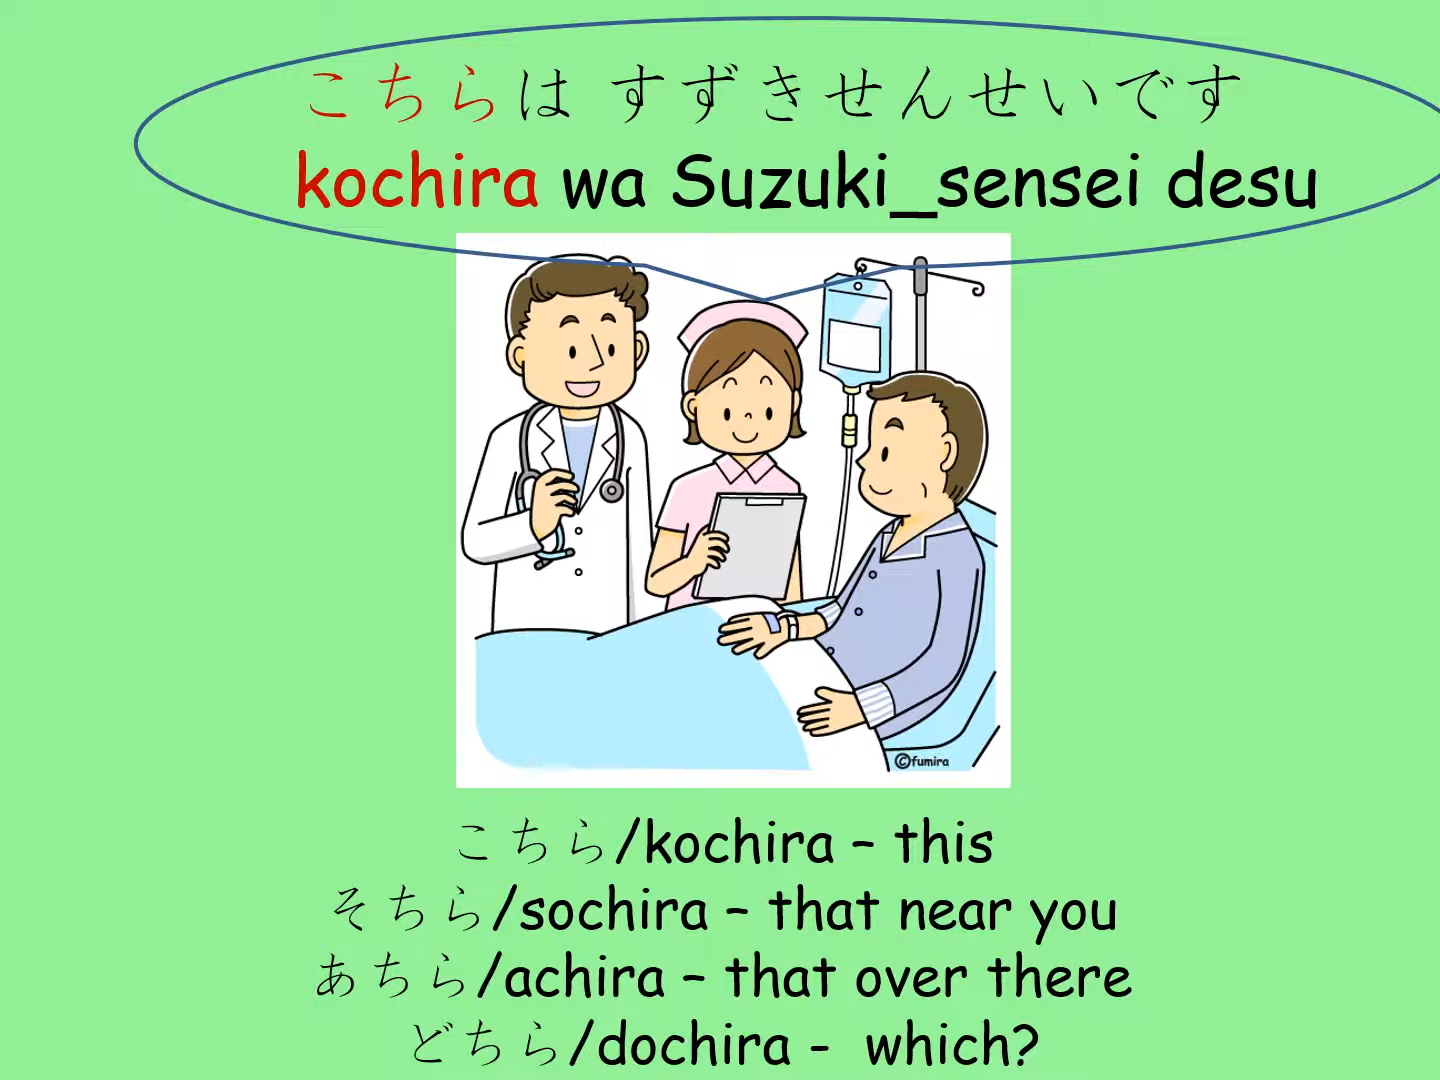 こちらは すずきせんせいです
kochira wa Suzuki_sensei desu
©fumira
こちら/kochira – this
そちら/sochira – that near you
あちら/achira – that over there
どちら/dochira - which?